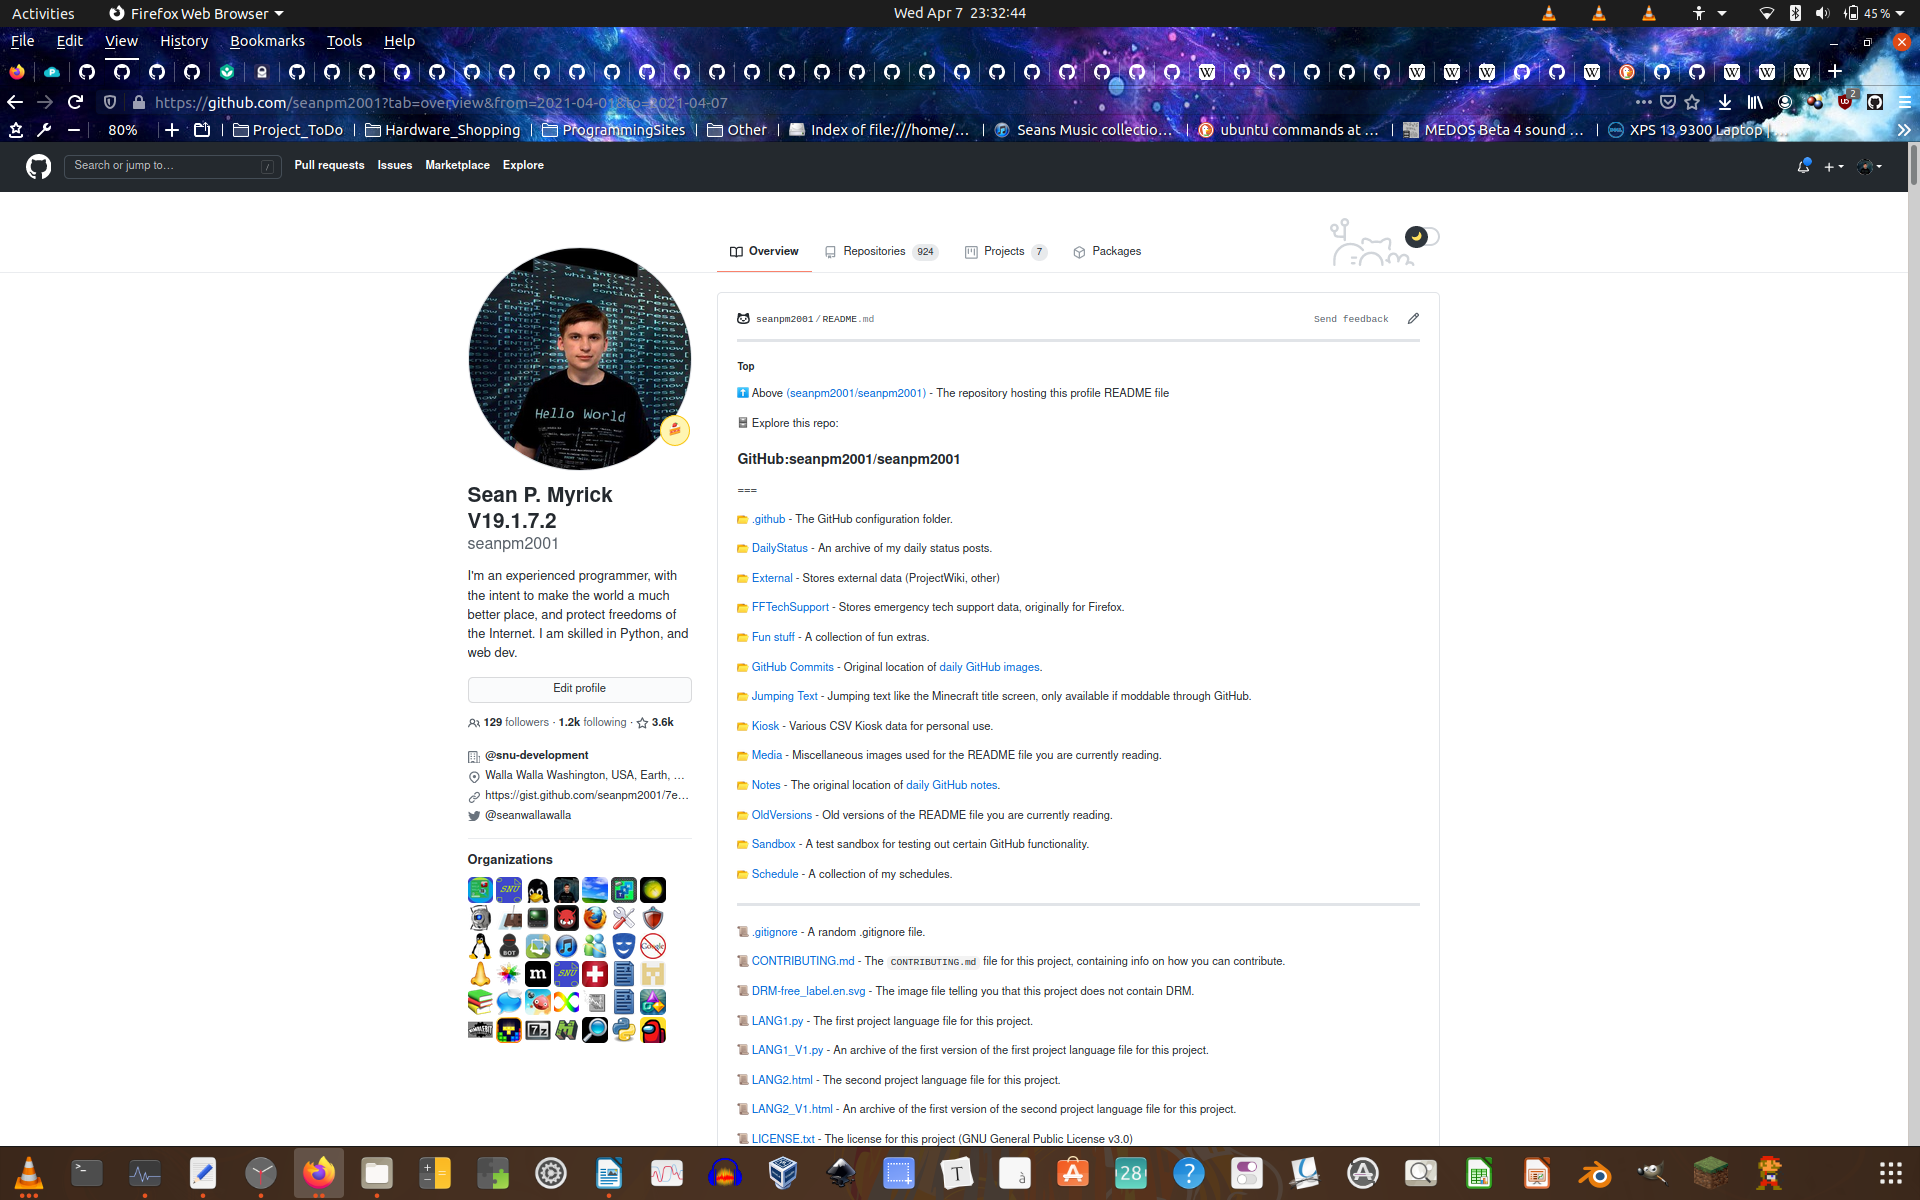 Activities
Firefox Web Browser
Wed Apr 7 23:32:44
45 %
File Edit View History Bookmarks Tools Help
https://github.com/seanpm2001?tab=overview&from=2021-04-01&to=2021-04-07
2
80%
Project_ToDo
Hardware_Shopping
ProgrammingSites
Other
Index of file:///home/…
Seans Music collectio…
ubuntu commands at …
MEDOS Beta 4 sound …
XPS 13 9300 Laptop | …
Search or jump to…
/
Pull requests Issues Marketplace Explore
Overview
Repositories 924
Projects 7
Packages
Hello World
Sean P. Myrick
V19.1.7.2
seanpm2001
I'm an experienced programmer, with
the intent to make the world a much
better place, and protect freedoms of
the Internet. I am skilled in Python, and
web dev.
Edit profile
129 followers · 1.2k following · 3.6k
@snu-development
Walla Walla Washington, USA, Earth, …
https://gist.github.com/seanpm2001/7e…
@seanwallawalla
Organizations
seanpm2001/README.md
Send feedback
Top
Above (seanpm2001/seanpm2001) - The repository hosting this profile README file
Explore this repo:
GitHub:seanpm2001/seanpm2001
===
.github - The GitHub configuration folder.
DailyStatus - An archive of my daily status posts.
External - Stores external data (ProjectWiki, other)
FFTechSupport - Stores emergency tech support data, originally for Firefox.
Fun stuff - A collection of fun extras.
GitHub Commits - Original location of daily GitHub images.
Jumping Text - Jumping text like the Minecraft title screen, only available if moddable through GitHub.
Kiosk - Various CSV Kiosk data for personal use.
Media - Miscellaneous images used for the README file you are currently reading.
Notes - The original location of daily GitHub notes.
OldVersions - Old versions of the README file you are currently reading.
Sandbox - A test sandbox for testing out certain GitHub functionality.
Schedule - A collection of my schedules.
.gitignore - A random .gitignore file.
CONTRIBUTING.md - The CONTRIBUTING.md file for this project, containing info on how you can contribute.
DRM-free_label.en.svg - The image file telling you that this project does not contain DRM.
LANG1.py - The first project language file for this project.
LANG1_V1.py - An archive of the first version of the first project language file for this project.
LANG2.html - The second project language file for this project.
LANG2_V1.html - An archive of the first version of the second project language file for this project.
LICENSE.txt - The license for this project (GNU General Public License v3.0)